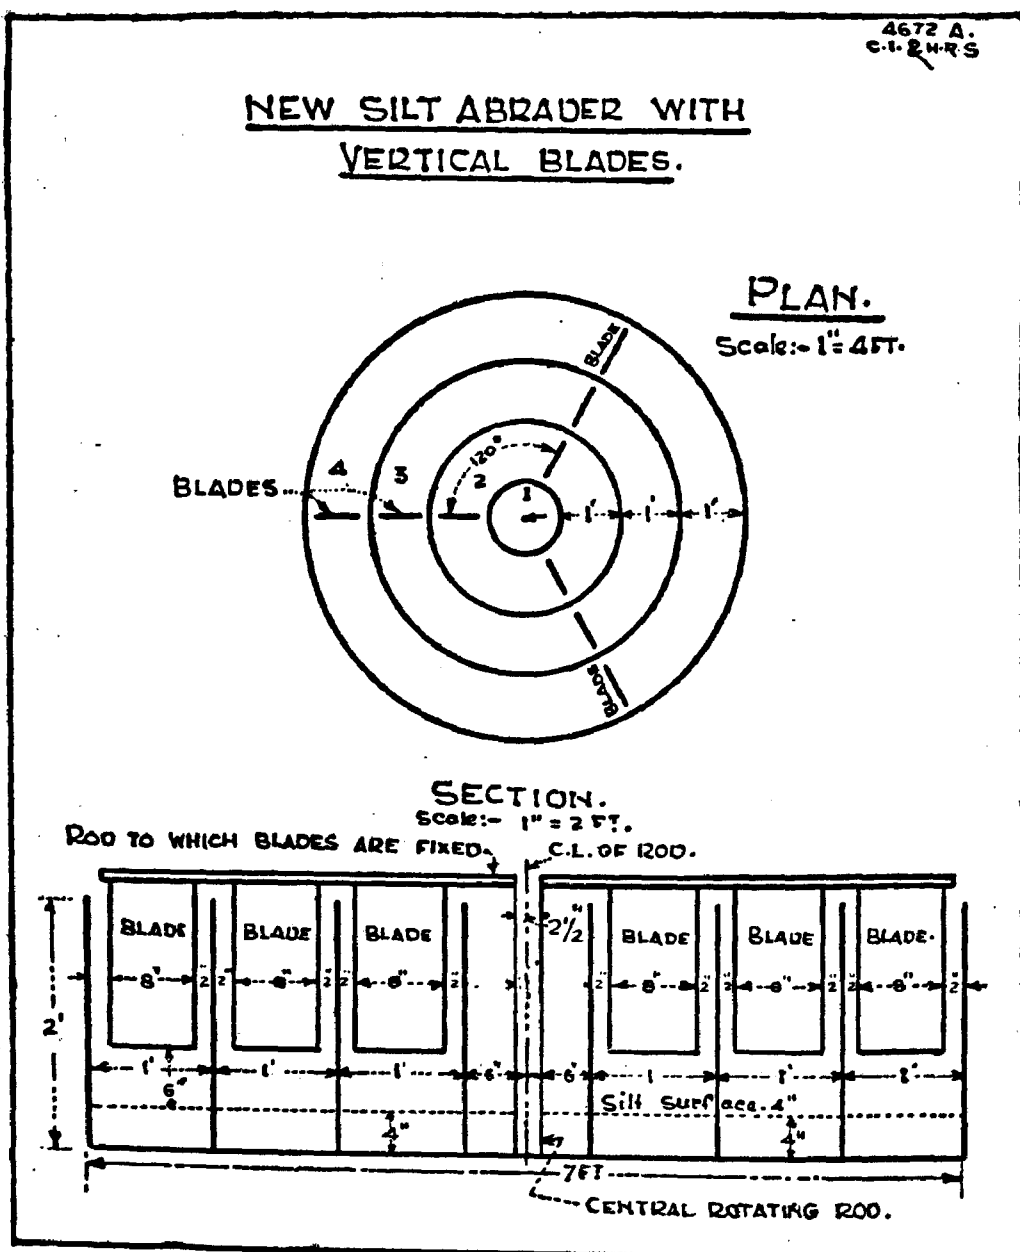 4672 A.
C.I. & H.R.S
NEW SILT ABRADER WITH
VERTICAL BLADES.
PLAN.
Scale:- 1" = 4 FT.
BLADE
120°
4
3
2
1
BLADES
1' 1' 1'
BLADE
SECTION.
Scale:- 1" = 2 FT.
ROD TO WHICH BLADES ARE FIXED.
C.L. OF ROD.
2½"
BLADE BLADE BLADE BLADE BLADE BLADE.
8" 2" 2" 8" 2" 2" 8" 2" 2" 8" 2" 2" 8" 2" 2" 8" 2"
2'
1' 1' 1' 6" 6" 1 1' 1'
6"
Silt surface. 4"
4" 4"
7FT
CENTRAL ROTATING ROD.